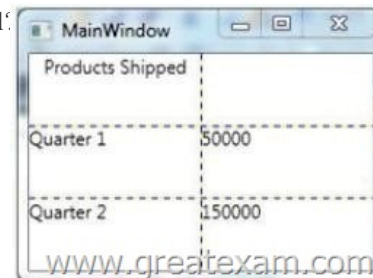 MainWindow
Products Shipped
Quarter 1 50000
Quarter 2 150000
www.greatexam.com